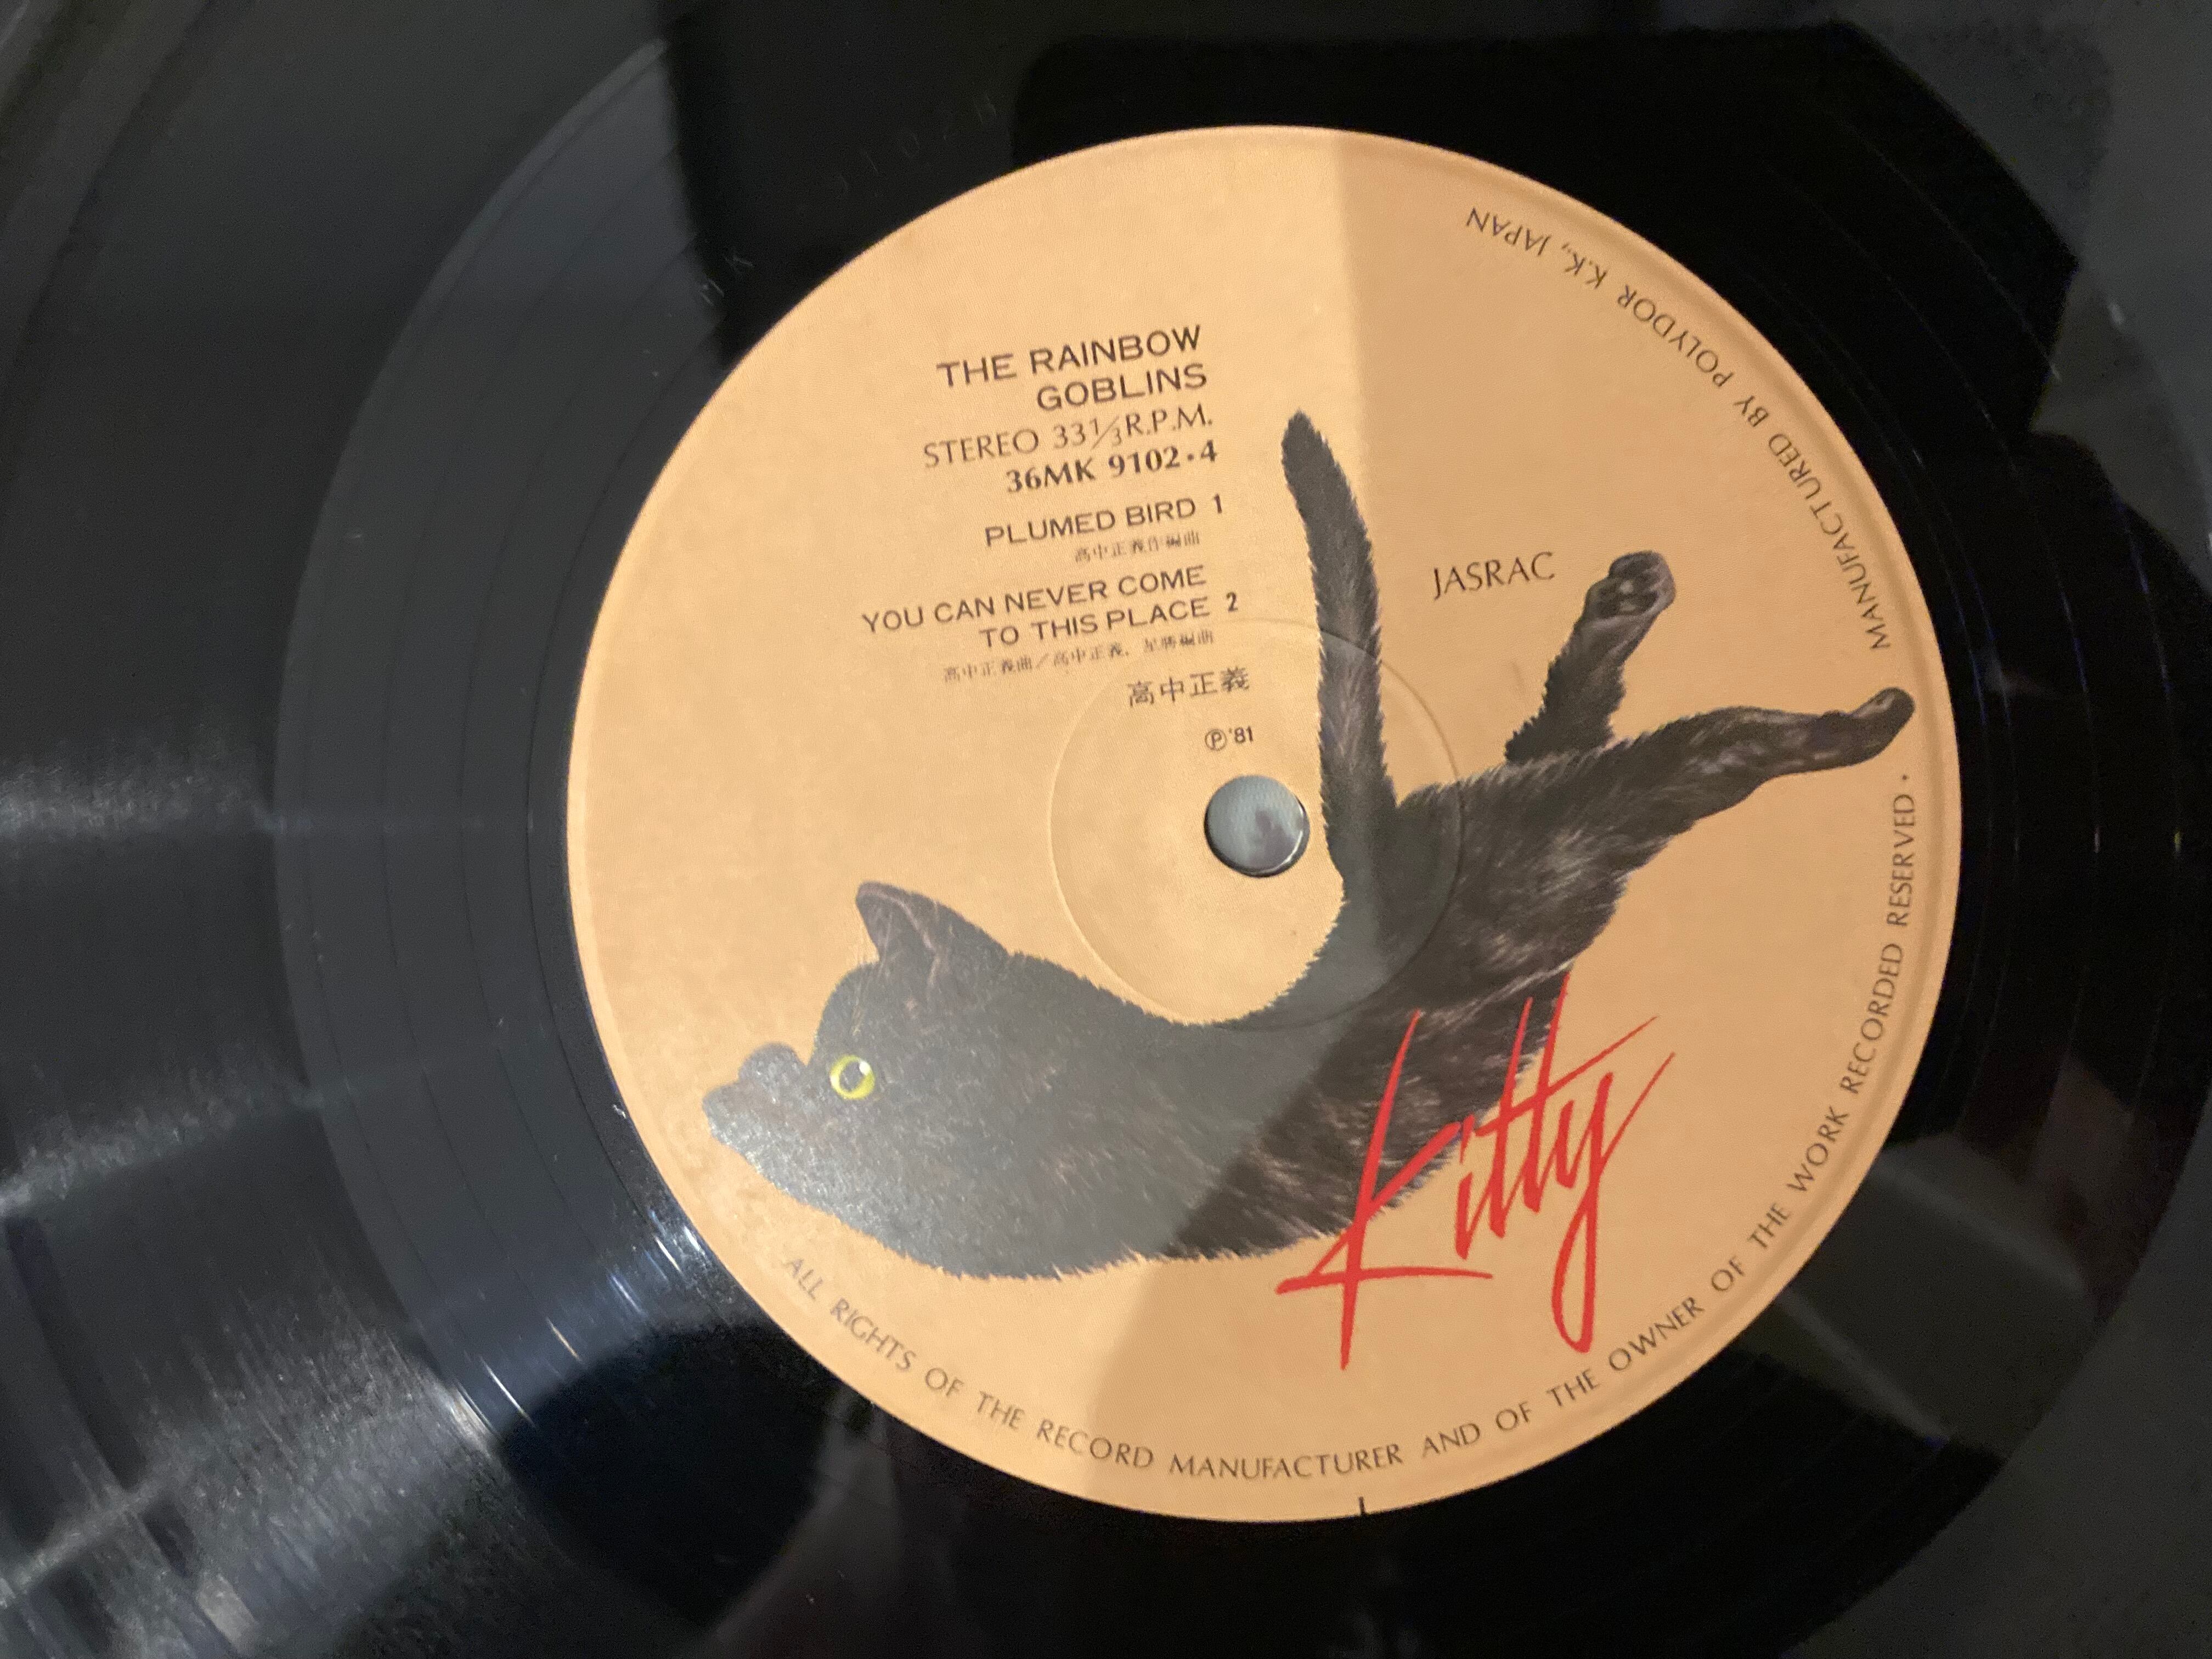 THE RAINBOW
GOBLINS
STEREO 33⅓ R.P.M.
36MK 9102·4
PLUMED BIRD 1
高中正義作編曲
YOU CAN NEVER COME
TO THIS PLACE 2
高中正義曲/高中正義、星勝編曲
高中正義
Ⓟ'81
JASRAC
Kitty
ALL RIGHTS OF THE RECORD MANUFACTURER AND OF THE OWNER OF THE WORK RECORDED RESERVED · MANUFACTURED BY POLYDOR K.K., JAPAN